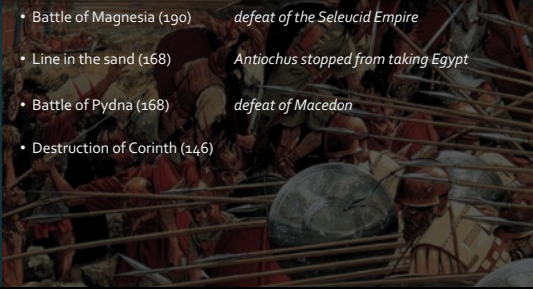 • Battle of Magnesia (190) defeat of the Seleucid Empire
• Line in the sand (168) Antiochus stopped from taking Egypt
• Battle of Pydna (168) defeat of Macedon
• Destruction of Corinth (146)